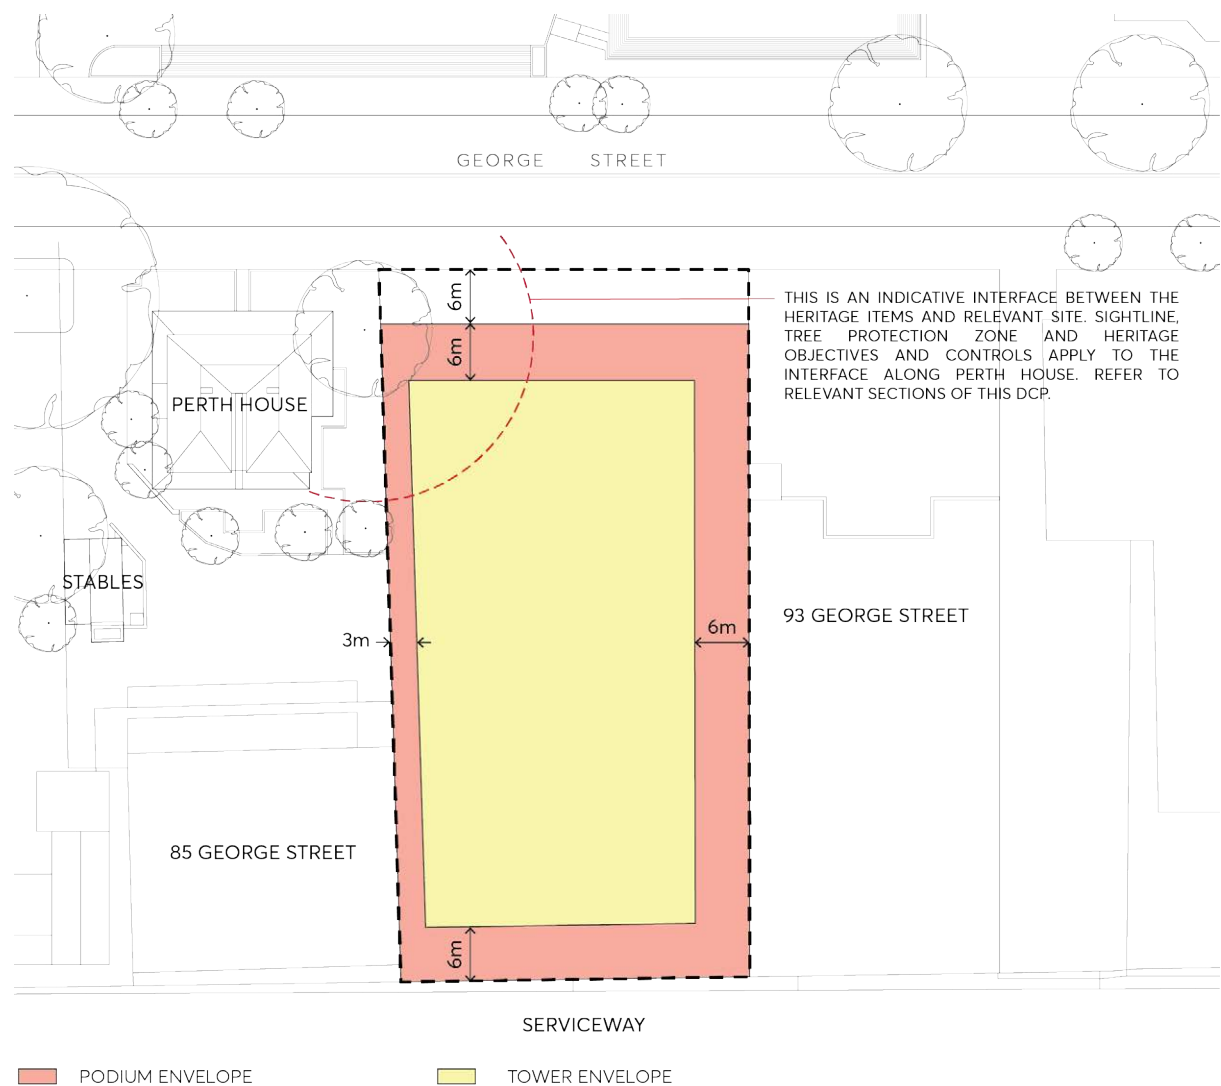 GEORGE STREET
6m
THIS IS AN INDICATIVE INTERFACE BETWEEN THE
HERITAGE ITEMS AND RELEVANT SITE. SIGHTLINE,
TREE PROTECTION ZONE AND HERITAGE
OBJECTIVES AND CONTROLS APPLY TO THE
INTERFACE ALONG PERTH HOUSE. REFER TO
RELEVANT SECTIONS OF THIS DCP.
6m
PERTH HOUSE
STABLES
93 GEORGE STREET
3m
6m
85 GEORGE STREET
6m
SERVICEWAY
PODIUM ENVELOPE
TOWER ENVELOPE